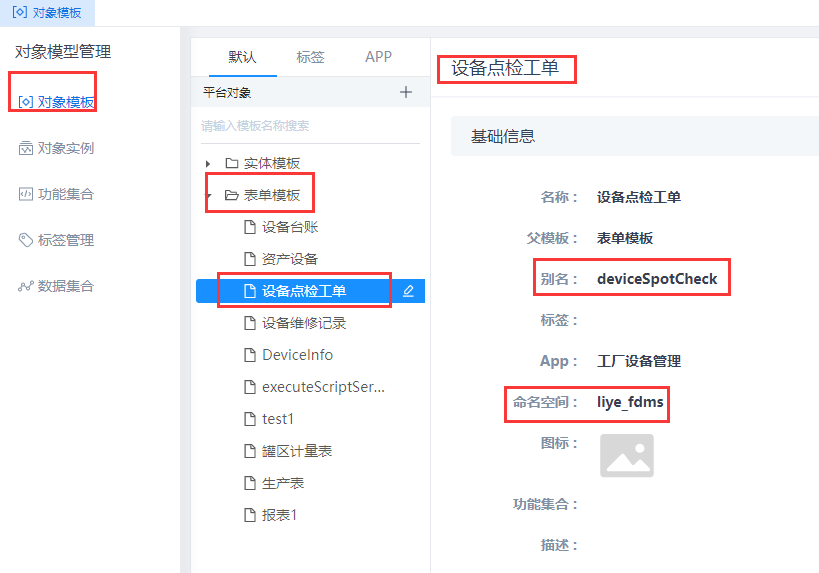 对象模板
对象模型管理
对象模板
对象实例
功能集合
标签管理
数据集合
默认 标签 APP
平台对象
请输入模板名称搜索
实体模板
表单模板
设备台账
资产设备
设备点检工单
设备维修记录
DeviceInfo
executeScriptSer...
test1
罐区计量表
生产表
报表1
设备点检工单
基础信息
名称： 设备点检工单
父模板： 表单模板
别名： deviceSpotCheck
标签：
App： 工厂设备管理
命名空间： liye_fdms
图标：
功能集合：
描述：